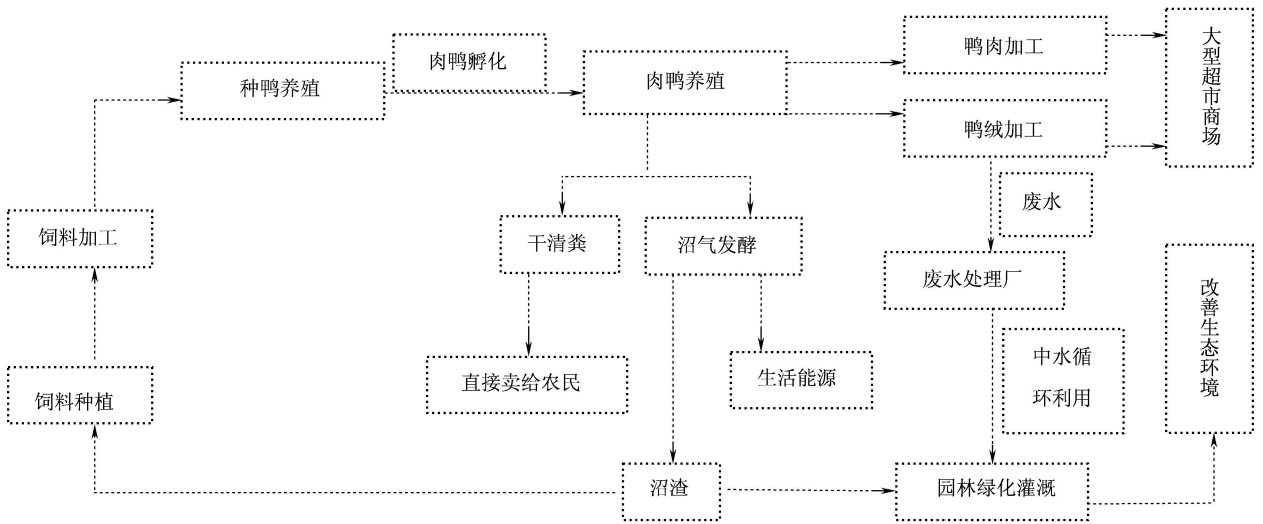 肉鸭孵化
种鸭养殖
肉鸭养殖
鸭肉加工
鸭绒加工
大型超市商场
饲料加工
干清粪
沼气发酵
废水
废水处理厂
改善生态环境
饲料种植
直接卖给农民
生活能源
中水循
环利用
沼渣
园林绿化灌溉